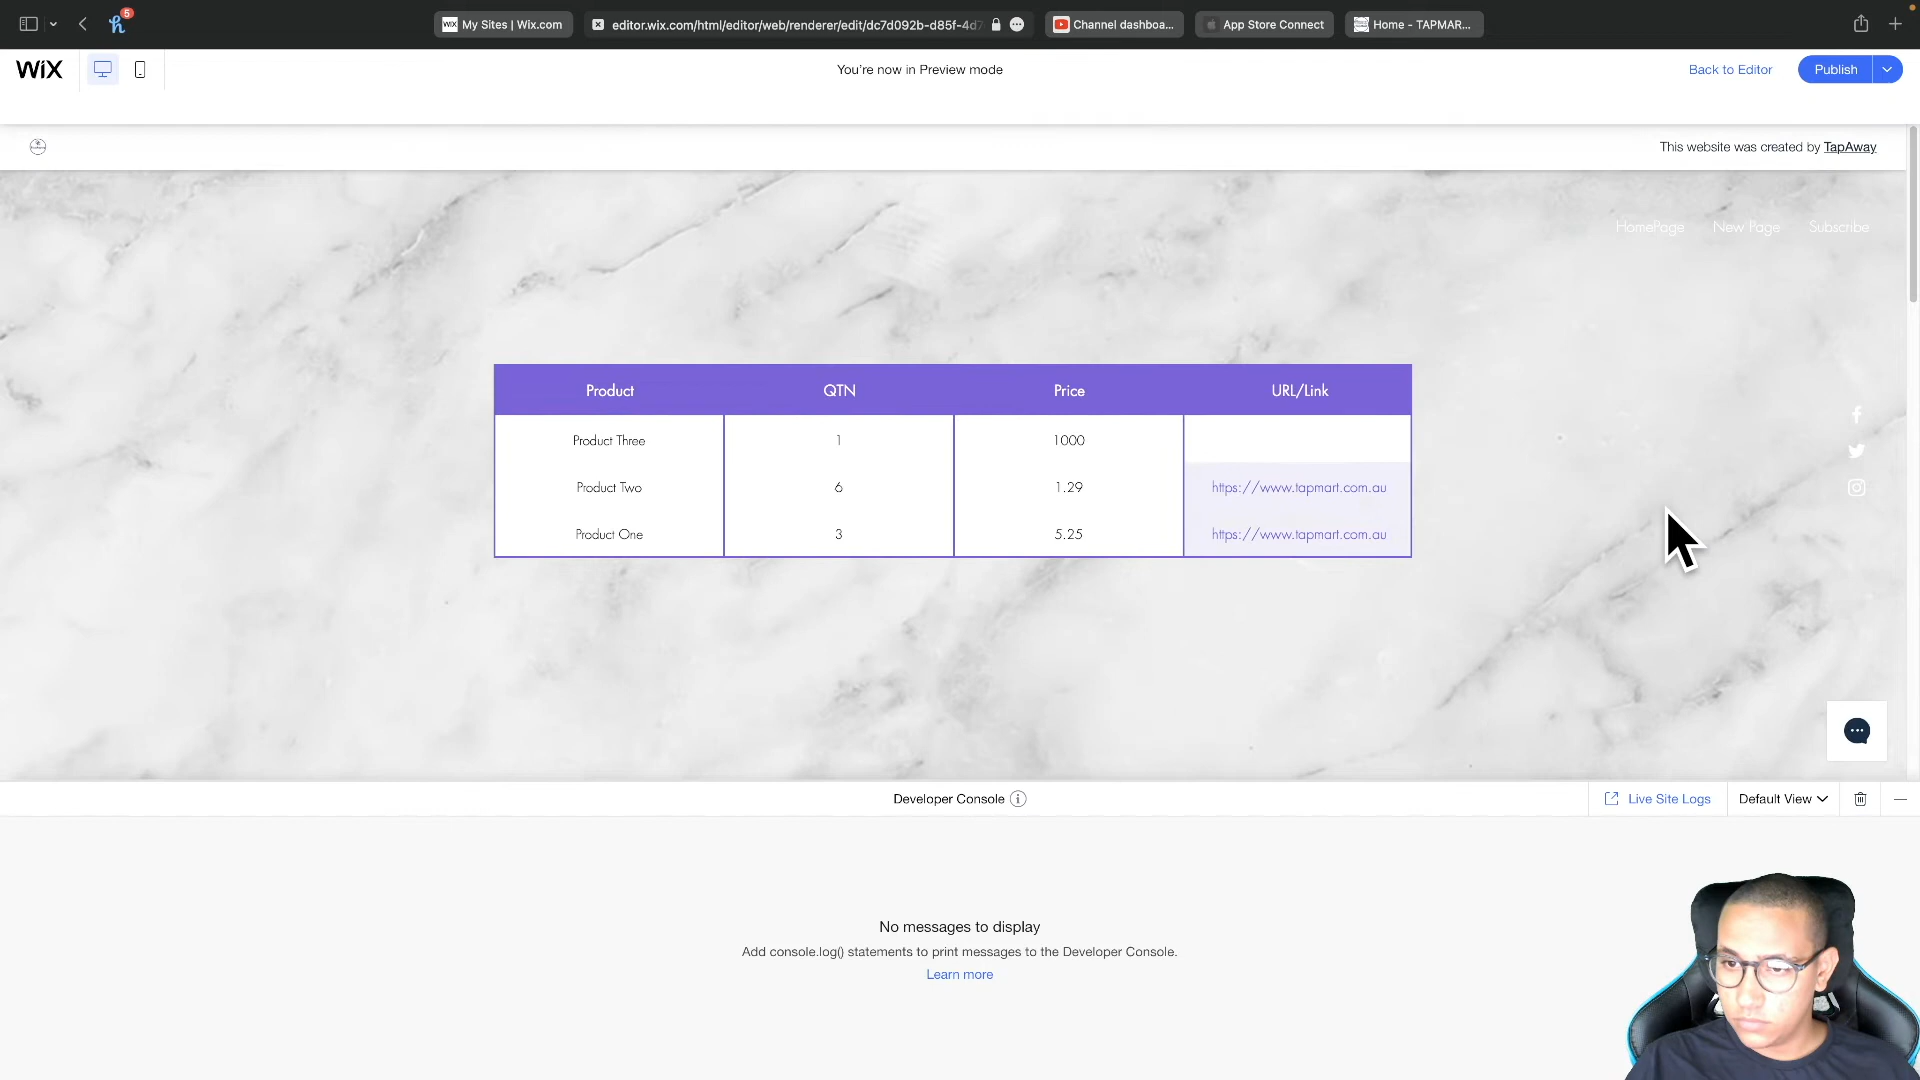 5
WIX My Sites | Wix.com
editor.wix.com/html/editor/web/renderer/edit/dc7d092b-d85f-4d7
Channel dashboa...
App Store Connect
Home - TAPMAR...
WIX
You're now in Preview mode
Back to Editor
Publish
This website was created by TapAway
HomePage New Page Subscribe
Product QTN Price URL/Link
Product Three 1 1000
Product Two 6 1.29 https://www.tapmart.com.au
Product One 3 5.25 https://www.tapmart.com.au
Developer Console
Live Site Logs
Default View
No messages to display
Add console.log() statements to print messages to the Developer Console.
Learn more